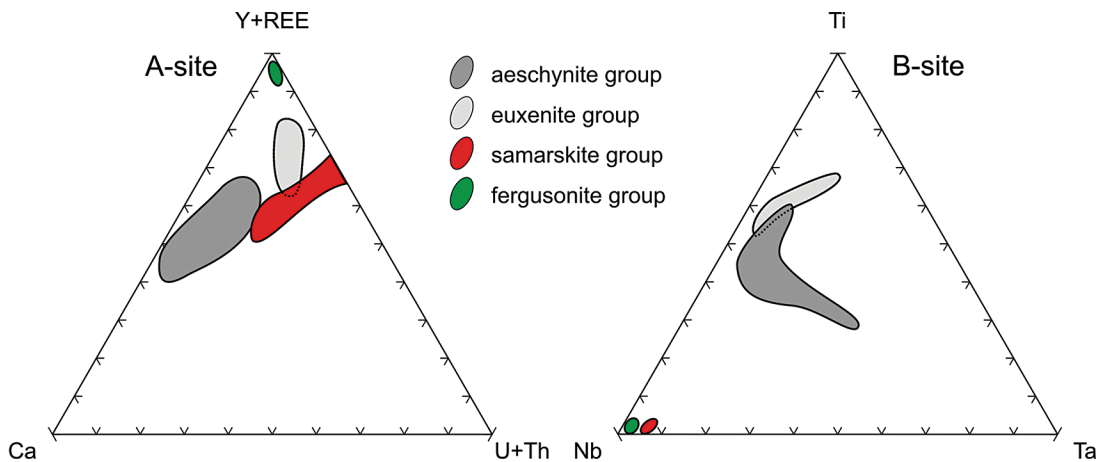 Y+REE
Ti
A-site
B-site
aeschynite group
euxenite group
samarskite group
fergusonite group
Ca
U+Th
Nb
Ta